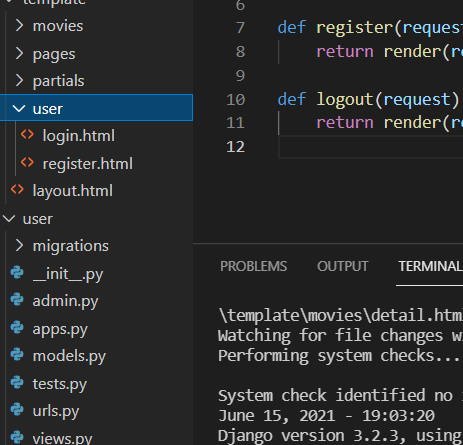 template
movies
pages
partials
user
login.html
register.html
layout.html
user
migrations
__init__.py
admin.py
apps.py
models.py
tests.py
urls.py
views.py
6
7 def register(request
8 return render(re
9
10 def logout(request)
11 return render(re
12
PROBLEMS OUTPUT TERMINAL
\template\movies\detail.htm
Watching for file changes w
Performing system checks...
System check identified no
June 15, 2021 - 19:03:20
Django version 3.2.3, using